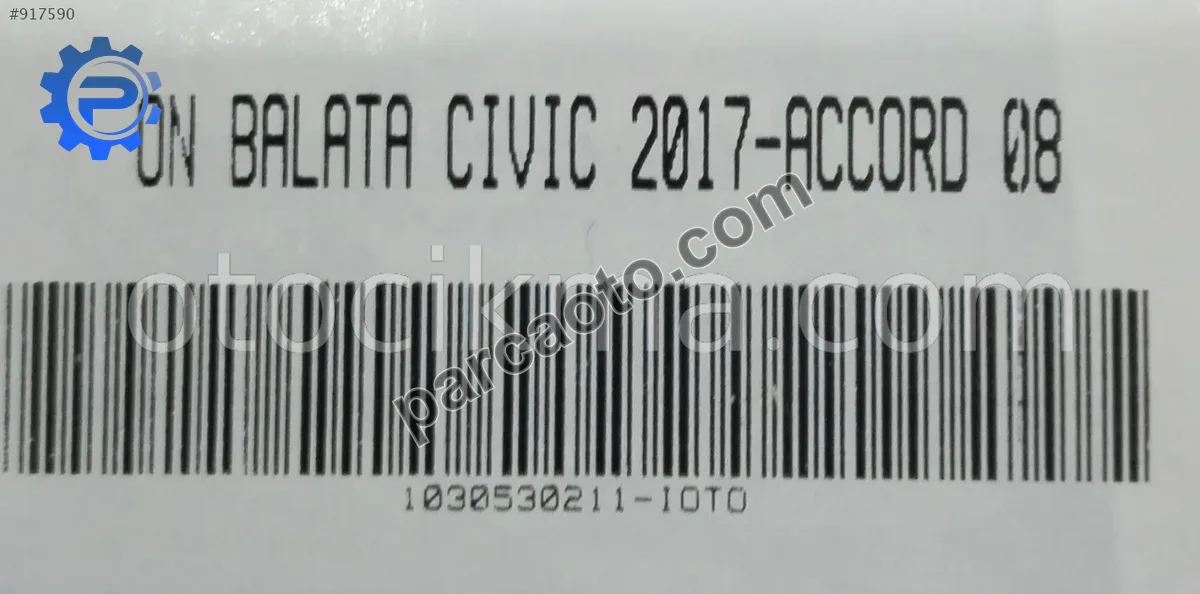 #917590
ON BALATA CIVIC 2017-ACCORD 08
otocikma.com
parcaoto.com
1030530211-IOTO